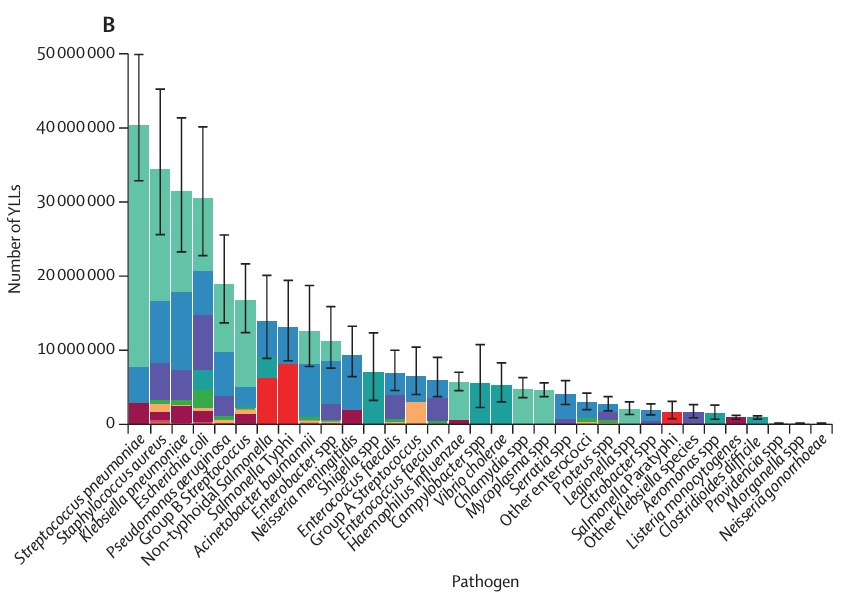 B
50 000 000
40 000 000
30 000 000
20 000 000
10 000 000
0
Number of YLLs
Streptococcus pneumoniae
Staphylococcus aureus
Klebsiella pneumoniae
Escherichia coli
Pseudomonas aeruginosa
Group B Streptococcus
Non-typhoidal Salmonella
Salmonella Typhi
Acinetobacter baumannii
Enterobacter spp
Neisseria meningitidis
Shigella spp
Enterococcus faecalis
Group A Streptococcus
Enterococcus faecium
Haemophilus influenzae
Campylobacter spp
Vibrio cholerae
Chlamydia spp
Mycoplasma spp
Serratia spp
Other enterococci
Proteus spp
Legionella spp
Citrobacter spp
Salmonella Paratyphi
Other Klebsiella species
Aeromonas spp
Listeria monocytogenes
Clostridioides difficile
Providencia spp
Morganella spp
Neisseria gonorrhoeae
Pathogen